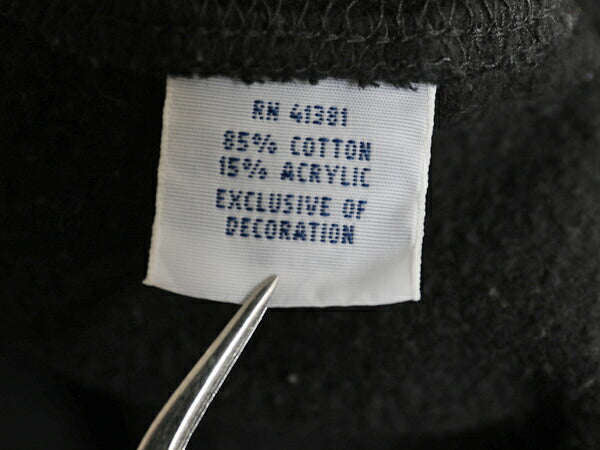 RN 41381
85% COTTON
15% ACRYLIC
EXCLUSIVE OF
DECORATION